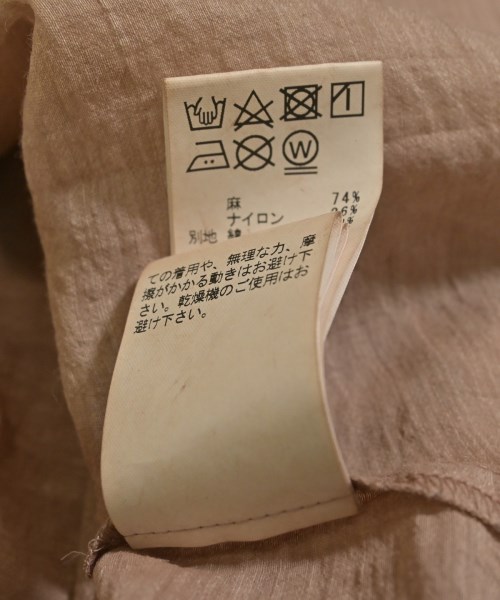 W
麻 74%
ナイロン 26%
別地
ての着用や、無理な力、摩
擦がかかる動きはお避け下
さい。乾燥機のご使用はお
避け下さい。